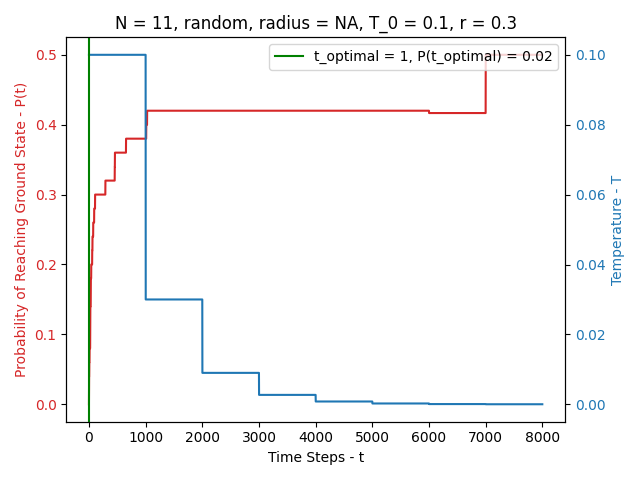 N = 11, random, radius = NA, T_0 = 0.1, r = 0.3
t_optimal = 1, P(t_optimal) = 0.02
Probability of Reaching Ground State - P(t)
0.5
0.4
0.3
0.2
0.1
0.0
0.10
0.08
0.06
0.04
0.02
0.00
Temperature - T
0 1000 2000 3000 4000 5000 6000 7000 8000
Time Steps - t